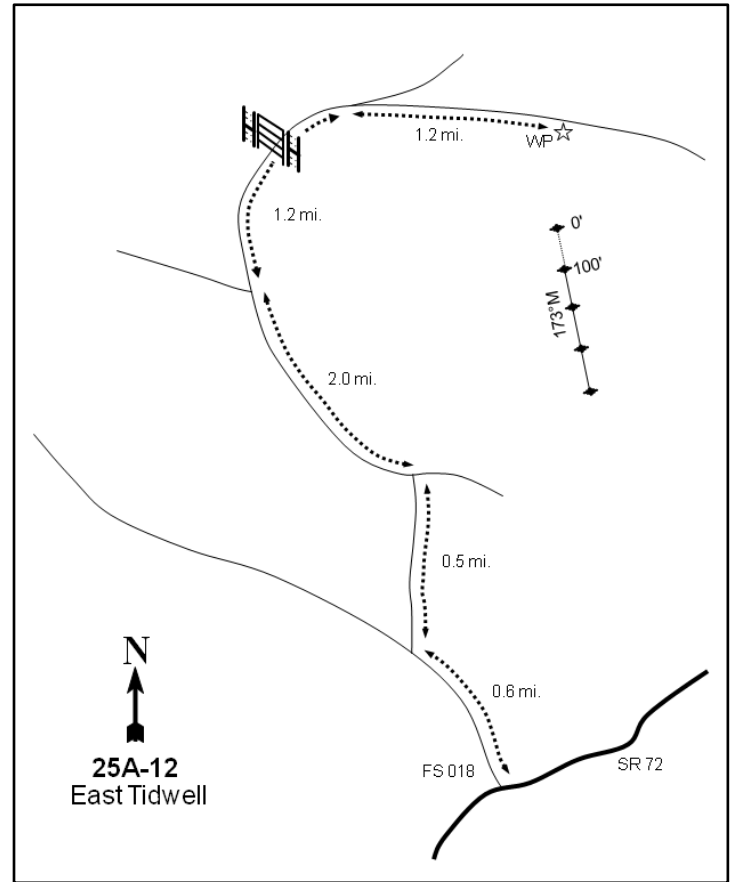 1.2 mi.
WP
1.2 mi.
0'
100'
173°M
2.0 mi.
0.5 mi.
0.6 mi.
N
25A-12
East Tidwell
FS 018
SR 72